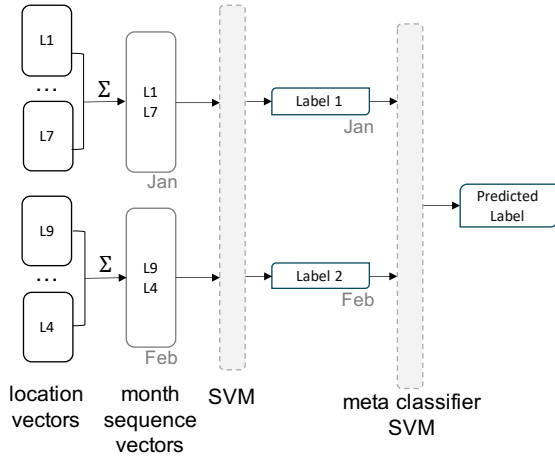 L1
...
L7
Σ
L1
L7
Jan
Label 1
Jan
Predicted
Label
L9
...
L4
Σ
L9
L4
Feb
Label 2
Feb
location
vectors
month
sequence
vectors
SVM
meta classifier
SVM